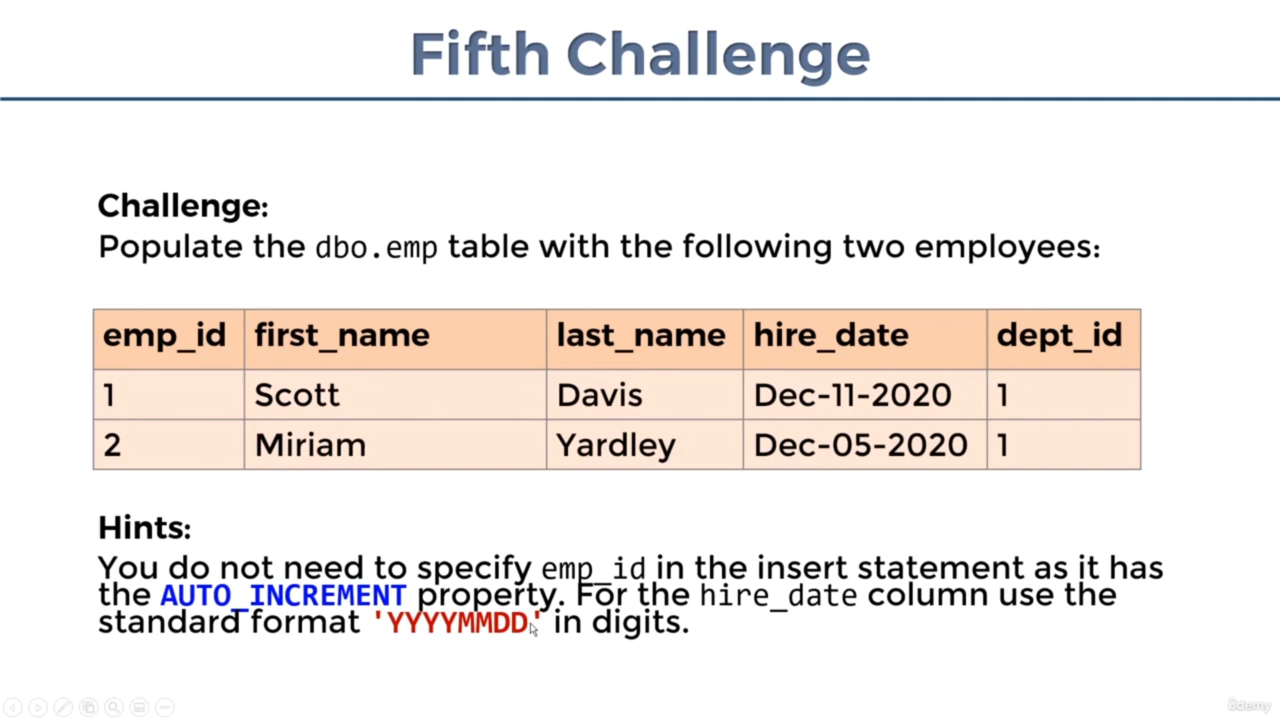 Fifth Challenge
Challenge:
Populate the dbo.emp table with the following two employees:
emp_id first_name last_name hire_date dept_id
1 Scott Davis Dec-11-2020 1
2 Miriam Yardley Dec-05-2020 1
Hints:
You do not need to specify emp_id in the insert statement as it has
the AUTO_INCREMENT property. For the hire_date column use the
standard format 'YYYYMMDD' in digits.
ûdemy